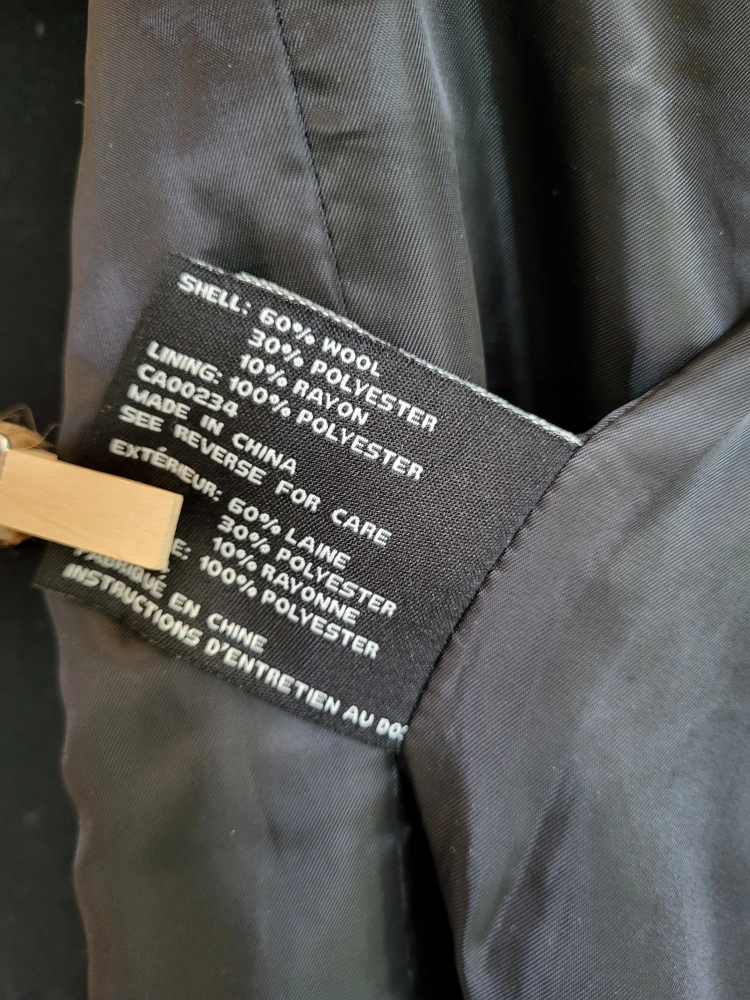 SHELL: 60% WOOL
30% POLYESTER
10% RAYON
LINING: 100% POLYESTER
CA00234
MADE IN CHINA
SEE REVERSE FOR CARE
EXTÉRIEUR: 60% LAINE
30% POLYESTER
10% RAYONNE
E: 100% POLYESTER
FABRIQUÉ EN CHINE
INSTRUCTIONS D'ENTRETIEN AU